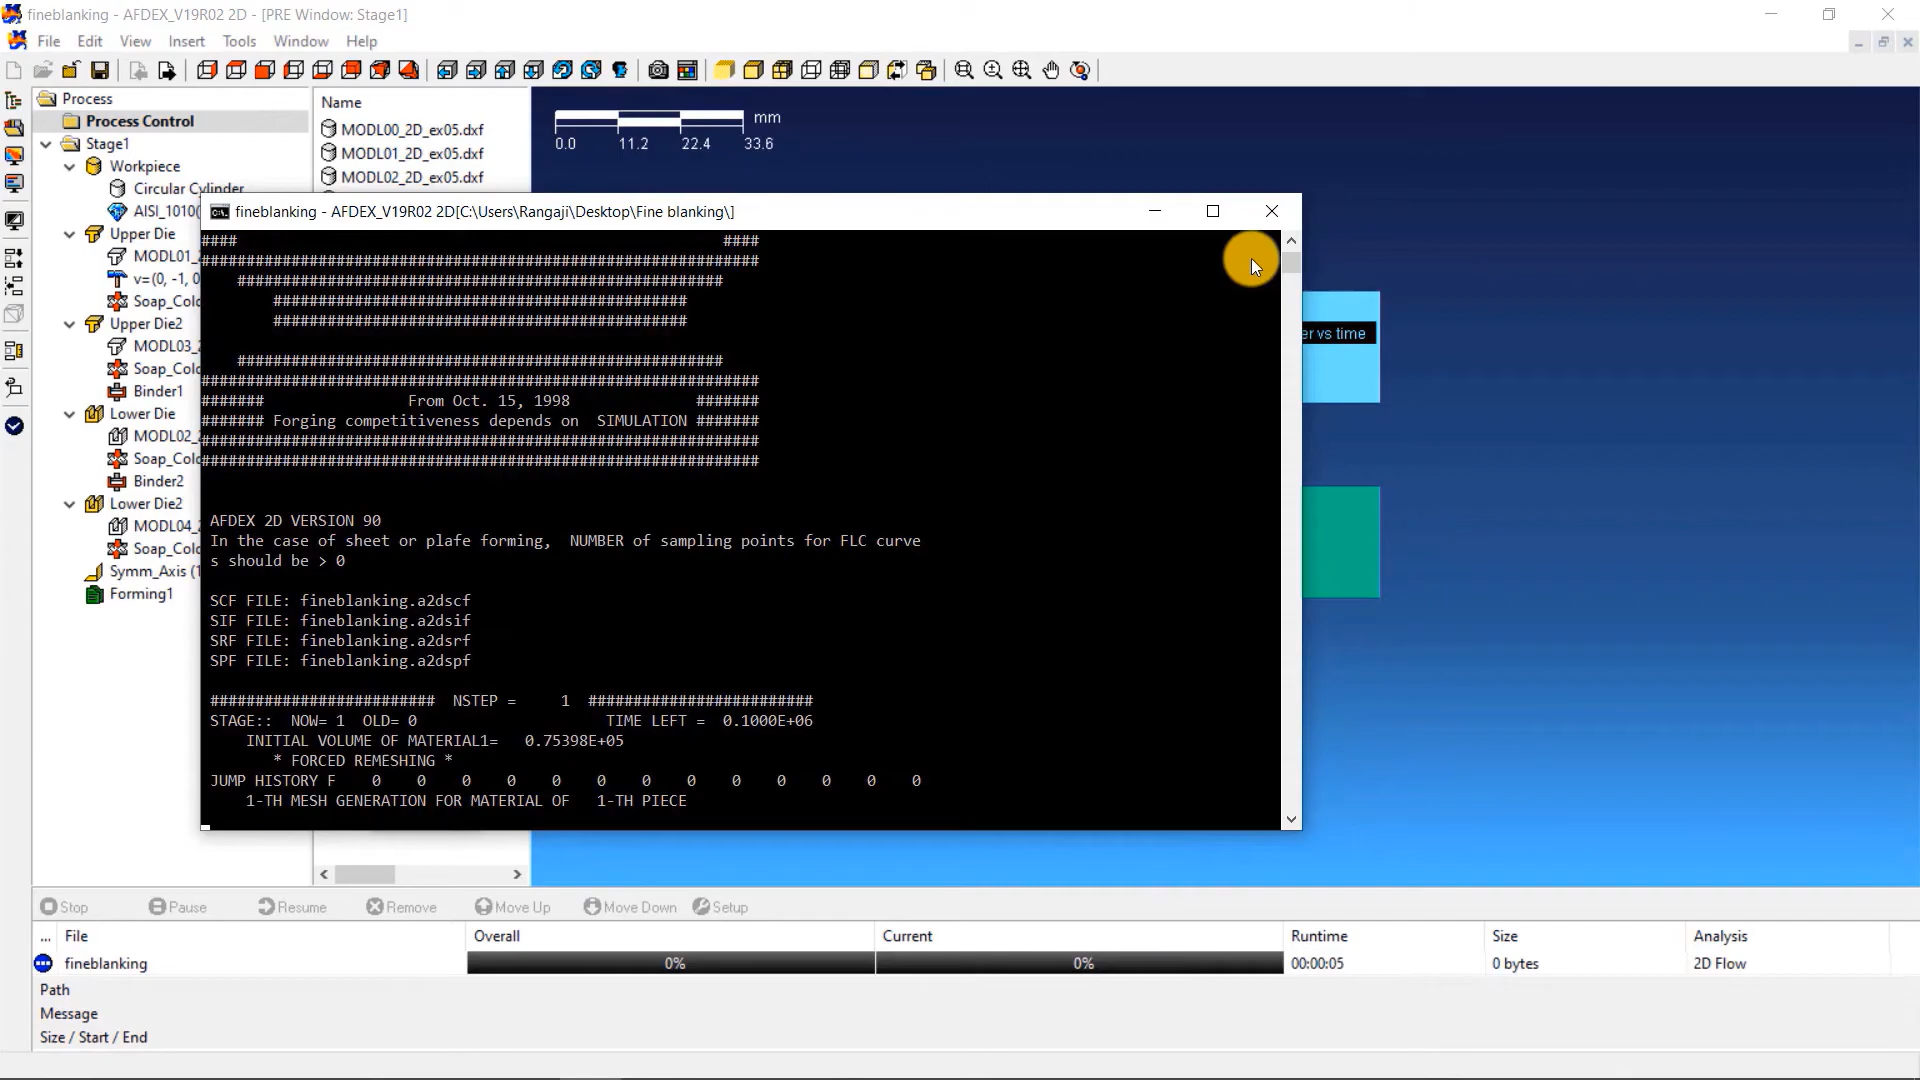 fineblanking - AFDEX_V19R02 2D - [PRE Window: Stage1]
File Edit View Insert Tools Window Help
Process
Process Control
Stage1
Workpiece
Circular Cylinder
AISI_1010(
Upper Die
MODL01_2
v=(0, -1, 0
Soap_Colc
Upper Die2
MODL03_2
Soap_Colc
Binder1
Lower Die
MODL02_2
Soap_Colc
Binder2
Lower Die2
MODL04_2
Soap_Colc
Symm_Axis (1
Forming1
Name
MODL00_2D_ex05.dxf
MODL01_2D_ex05.dxf
MODL02_2D_ex05.dxf
mm
0.0 11.2 22.4 33.6
er vs time
fineblanking - AFDEX_V19R02 2D[C:\Users\Rangaji\Desktop\Fine blanking\]
####                                                      ####
##############################################################
######################################################
##############################################
##############################################
######################################################
##############################################################
####### From Oct. 15, 1998 #######
####### Forging competitiveness depends on  SIMULATION #######
##############################################################
##############################################################
AFDEX 2D VERSION 90
In the case of sheet or plafe forming,  NUMBER of sampling points for FLC curve
s should be > 0
SCF FILE: fineblanking.a2dscf
SIF FILE: fineblanking.a2dsif
SRF FILE: fineblanking.a2dsrf
SPF FILE: fineblanking.a2dspf
######################### NSTEP = 1 #########################
STAGE:: NOW= 1 OLD= 0 TIME LEFT = 0.1000E+06
INITIAL VOLUME OF MATERIAL1= 0.75398E+05
* FORCED REMESHING *
JUMP HISTORY F 0 0 0 0 0 0 0 0 0 0 0 0 0
1-TH MESH GENERATION FOR MATERIAL OF 1-TH PIECE
Stop Pause Resume Remove Move Up Move Down Setup
... File Overall Current Runtime Size Analysis
fineblanking 0% 0% 00:00:05 0 bytes 2D Flow
Path
Message
Size / Start / End